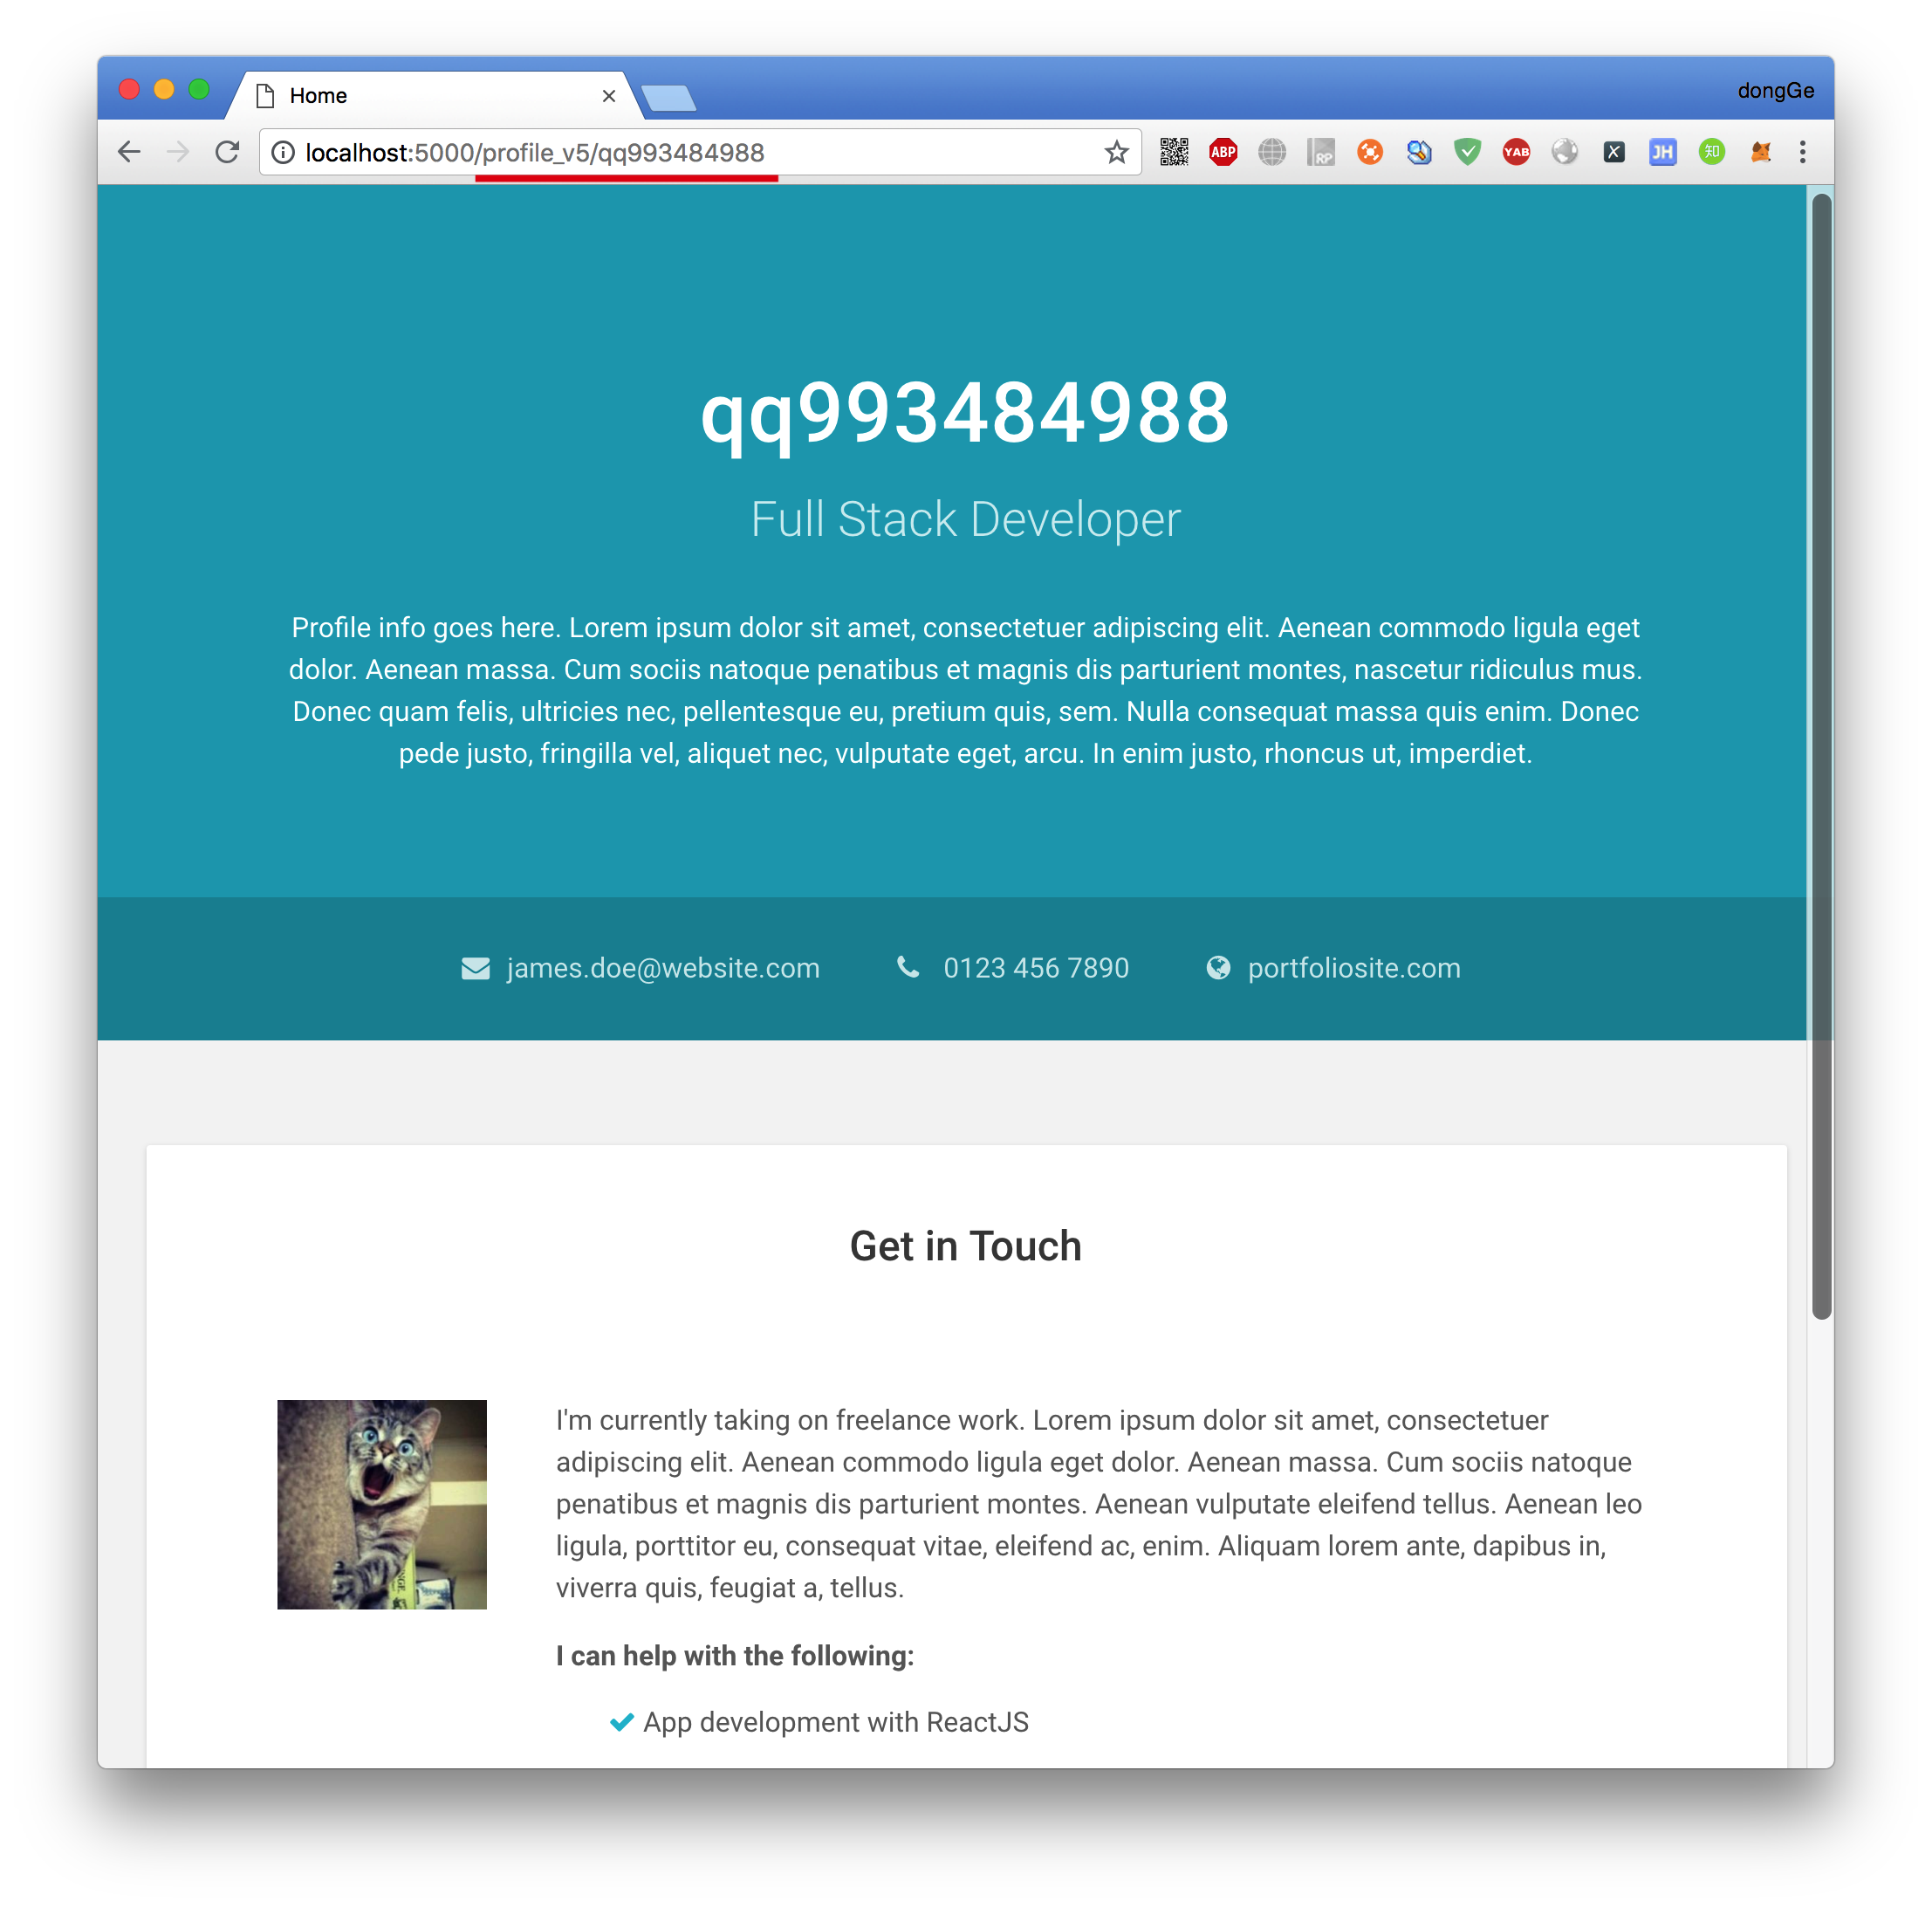 Home
dongGe
localhost:5000/profile_v5/qq993484988
ABP
RP
YAB
X
JH
知
qq993484988
Full Stack Developer
Profile info goes here. Lorem ipsum dolor sit amet, consectetuer adipiscing elit. Aenean commodo ligula eget
dolor. Aenean massa. Cum sociis natoque penatibus et magnis dis parturient montes, nascetur ridiculus mus.
Donec quam felis, ultricies nec, pellentesque eu, pretium quis, sem. Nulla consequat massa quis enim. Donec
pede justo, fringilla vel, aliquet nec, vulputate eget, arcu. In enim justo, rhoncus ut, imperdiet.
james.doe@website.com
0123 456 7890
portfoliosite.com
Get in Touch
I'm currently taking on freelance work. Lorem ipsum dolor sit amet, consectetuer
adipiscing elit. Aenean commodo ligula eget dolor. Aenean massa. Cum sociis natoque
penatibus et magnis dis parturient montes. Aenean vulputate eleifend tellus. Aenean leo
ligula, porttitor eu, consequat vitae, eleifend ac, enim. Aliquam lorem ante, dapibus in,
viverra quis, feugiat a, tellus.
I can help with the following:
App development with ReactJS